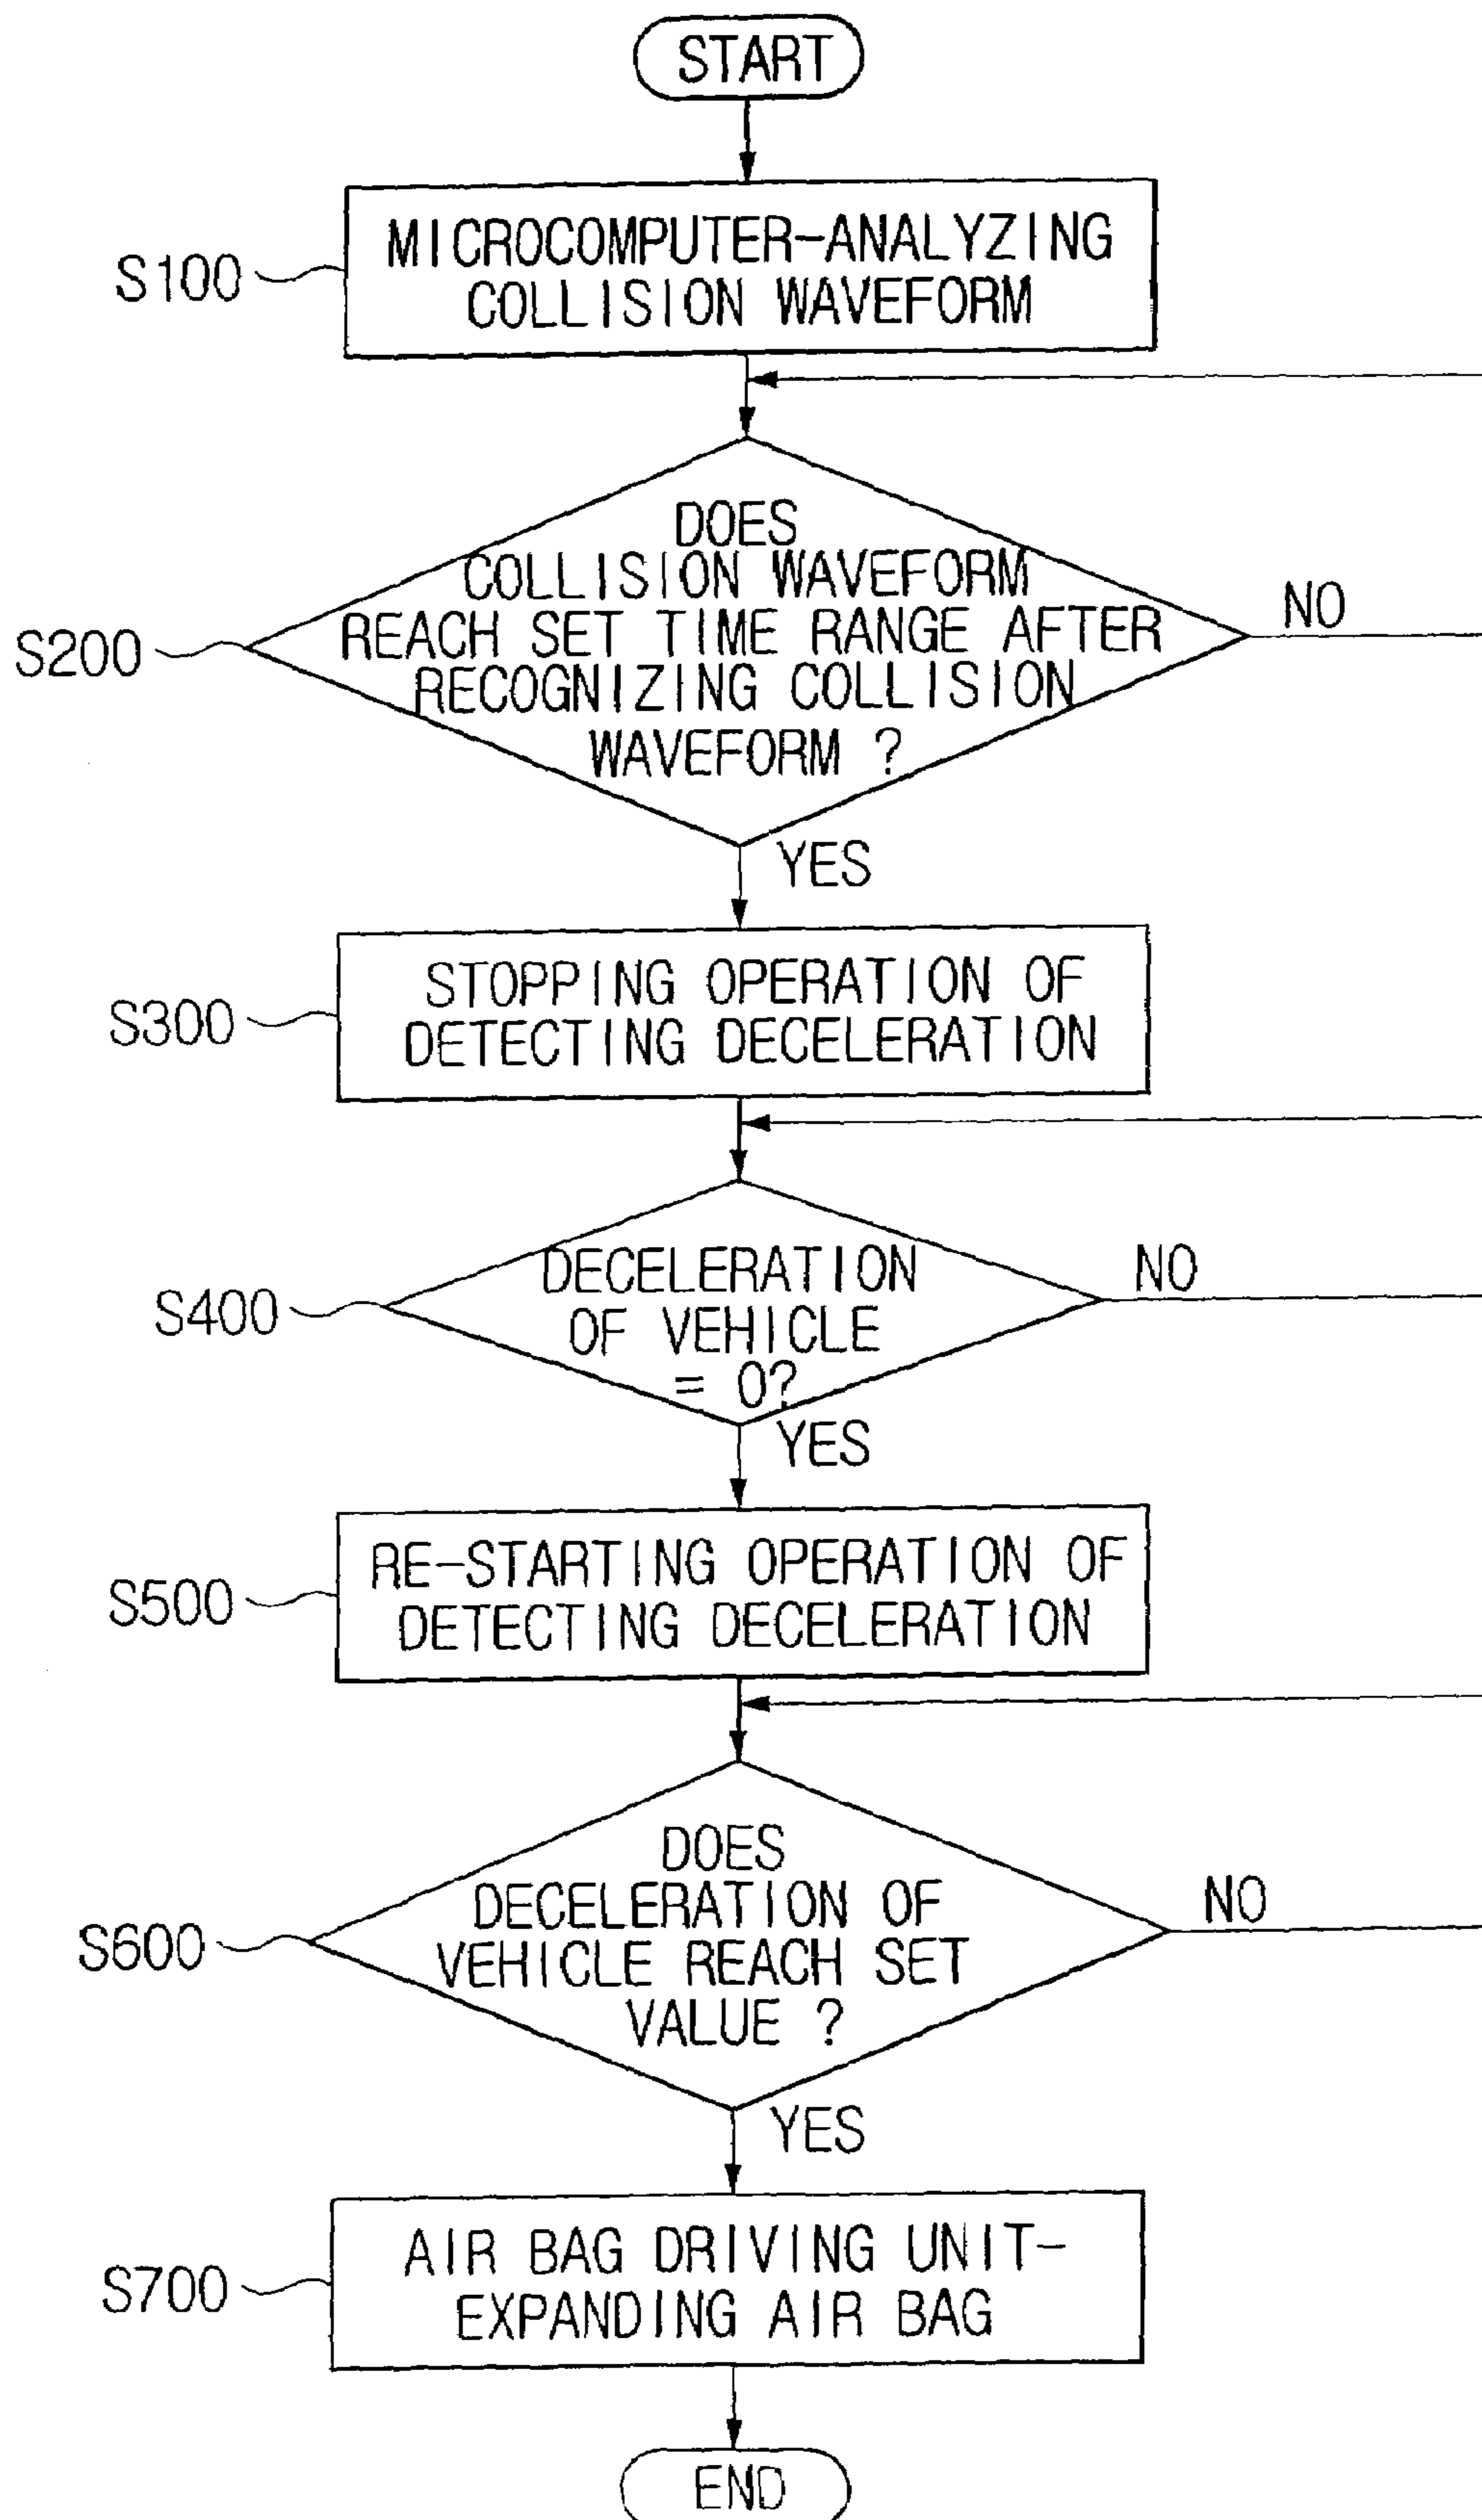 START
S100
MICROCOMPUTER-ANALYZING
COLLISION WAVEFORM
S200
DOES
COLLISION WAVEFORM
REACH SET TIME RANGE AFTER
RECOGNIZING COLLISION
WAVEFORM ?
NO
YES
S300
STOPPING OPERATION OF
DETECTING DECELERATION
S400
DECELERATION
OF VEHICLE
= 0?
NO
YES
S500
RE-STARTING OPERATION OF
DETECTING DECELERATION
S600
DOES
DECELERATION OF
VEHICLE REACH SET
VALUE ?
NO
YES
S700
AIR BAG DRIVING UNIT-
EXPANDING AIR BAG
END